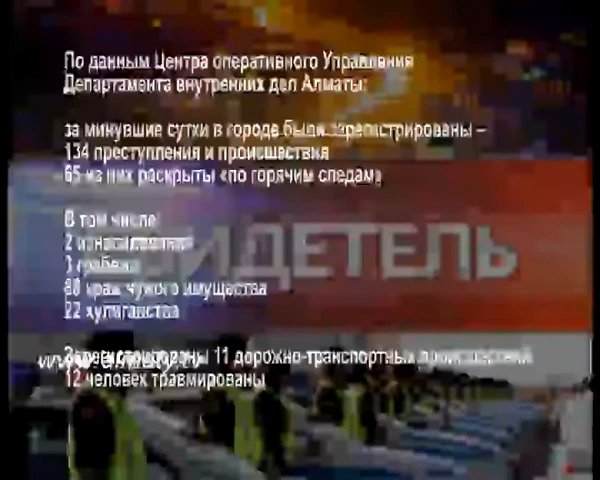 По данным Центра оперативного Управления
Департамента внутренних дел Алматы:
за минувшие сутки в городе были зарегистрированы –
134 преступления и происшествия
65 из них раскрыты «по горячим следам»
В том числе
2 изнасилования
3 грабежа
88 краж чужого имущества
22 хулиганства
ВИДЕТЕЛЬ
Зарегистрированы 11 дорожно-транспортных происшествий
12 человек травмированы